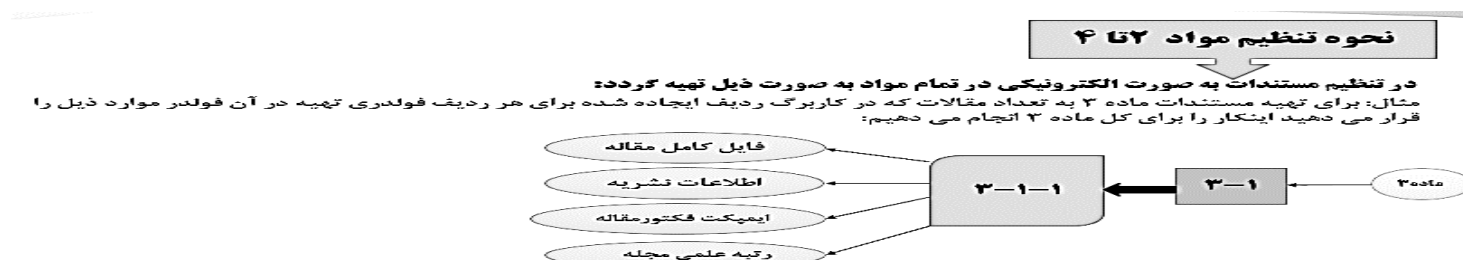 نحوه تنظیم مواد ۲تا ۴
در تنظیم مستندات به صورت الکترونیکی در تمام مواد به صورت ذیل تهیه گردد:
مثال: برای تهیه مستندات ماده ۳ به تعداد مقالات که در کاربرگ ردیف ایجاده شده برای هر ردیف فولدری تهیه در آن فولدر موارد ذیل را
قرار می دهید اینکار را برای کل ماده ۳ انجام می دهیم:
ماده۳
۳-۱
۳-۱-۱
فایل کامل مقاله
اطلاعات نشریه
ایمپکت فکتورمقاله
رتبه علمی مجله